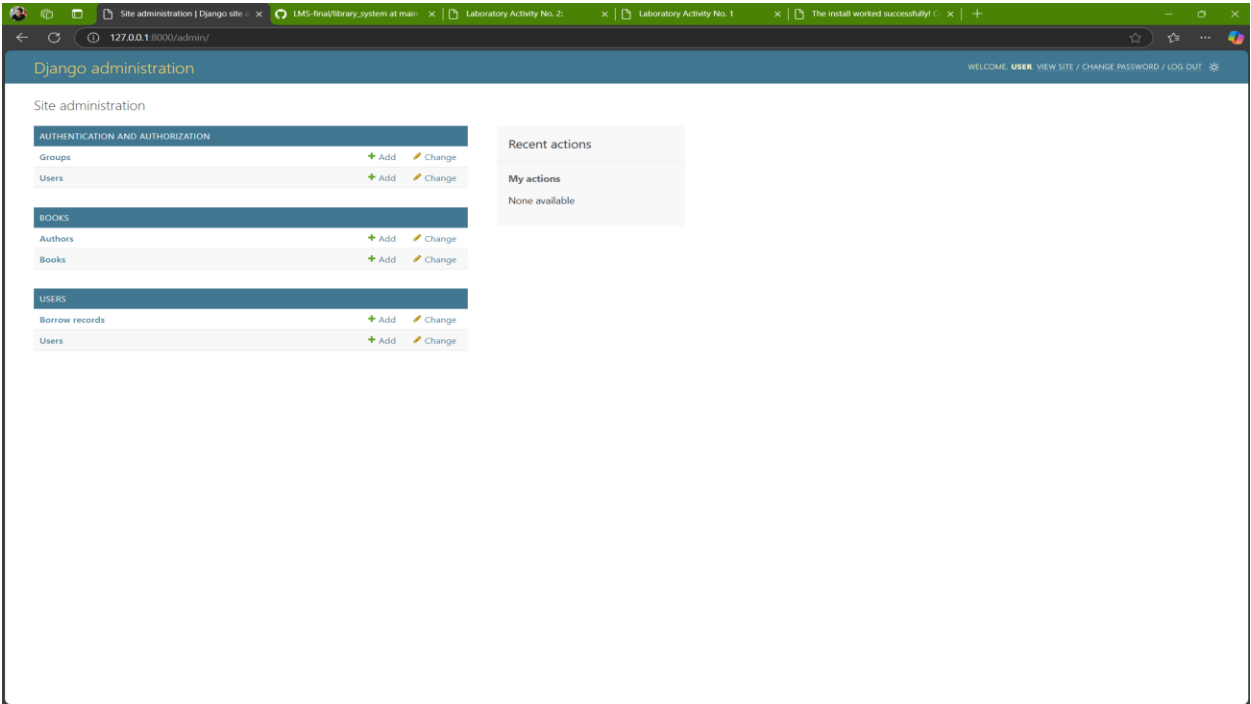 Site administration | Django site a
LMS-final/library_system at main
Laboratory Activity No. 2:
Laboratory Activity No. 1
The install worked successfully! C
127.0.0.1:8000/admin/
Django administration
WELCOME, USER. VIEW SITE / CHANGE PASSWORD / LOG OUT
Site administration
AUTHENTICATION AND AUTHORIZATION
Groups Add Change
Users Add Change
BOOKS
Authors Add Change
Books Add Change
USERS
Borrow records Add Change
Users Add Change
Recent actions
My actions
None available